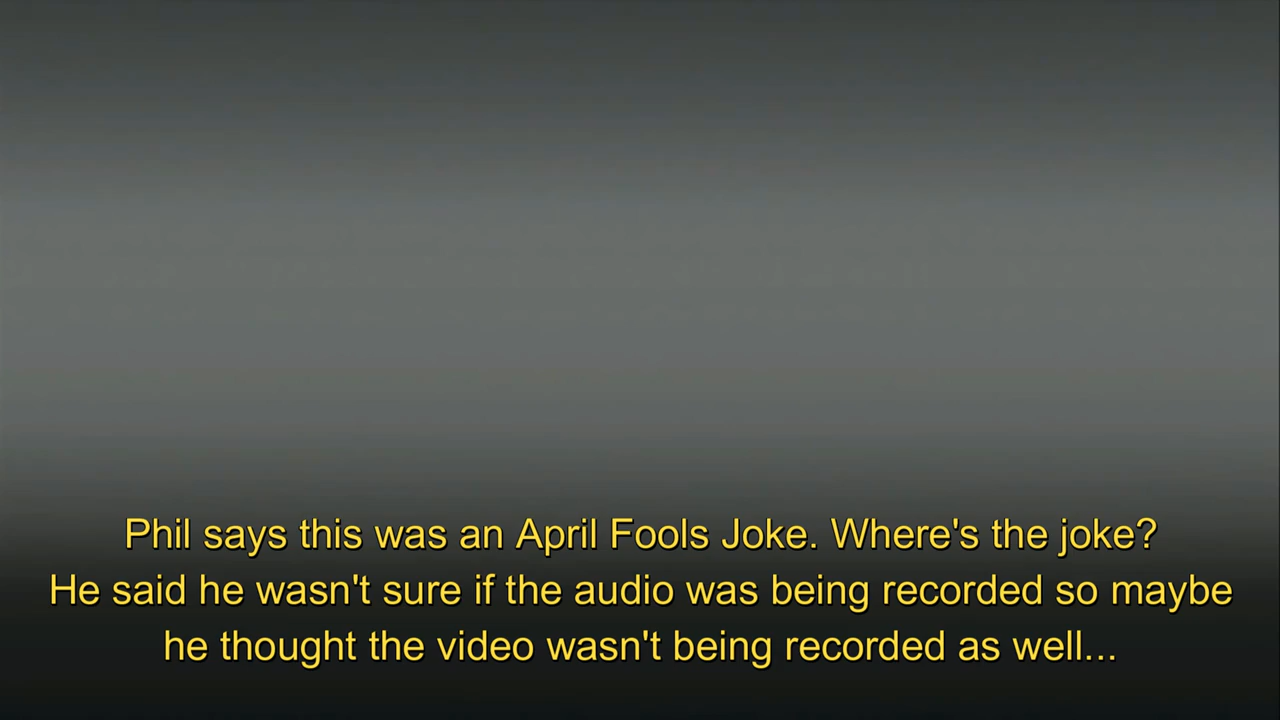 Phil says this was an April Fools Joke. Where's the joke?
He said he wasn't sure if the audio was being recorded so maybe
he thought the video wasn't being recorded as well...